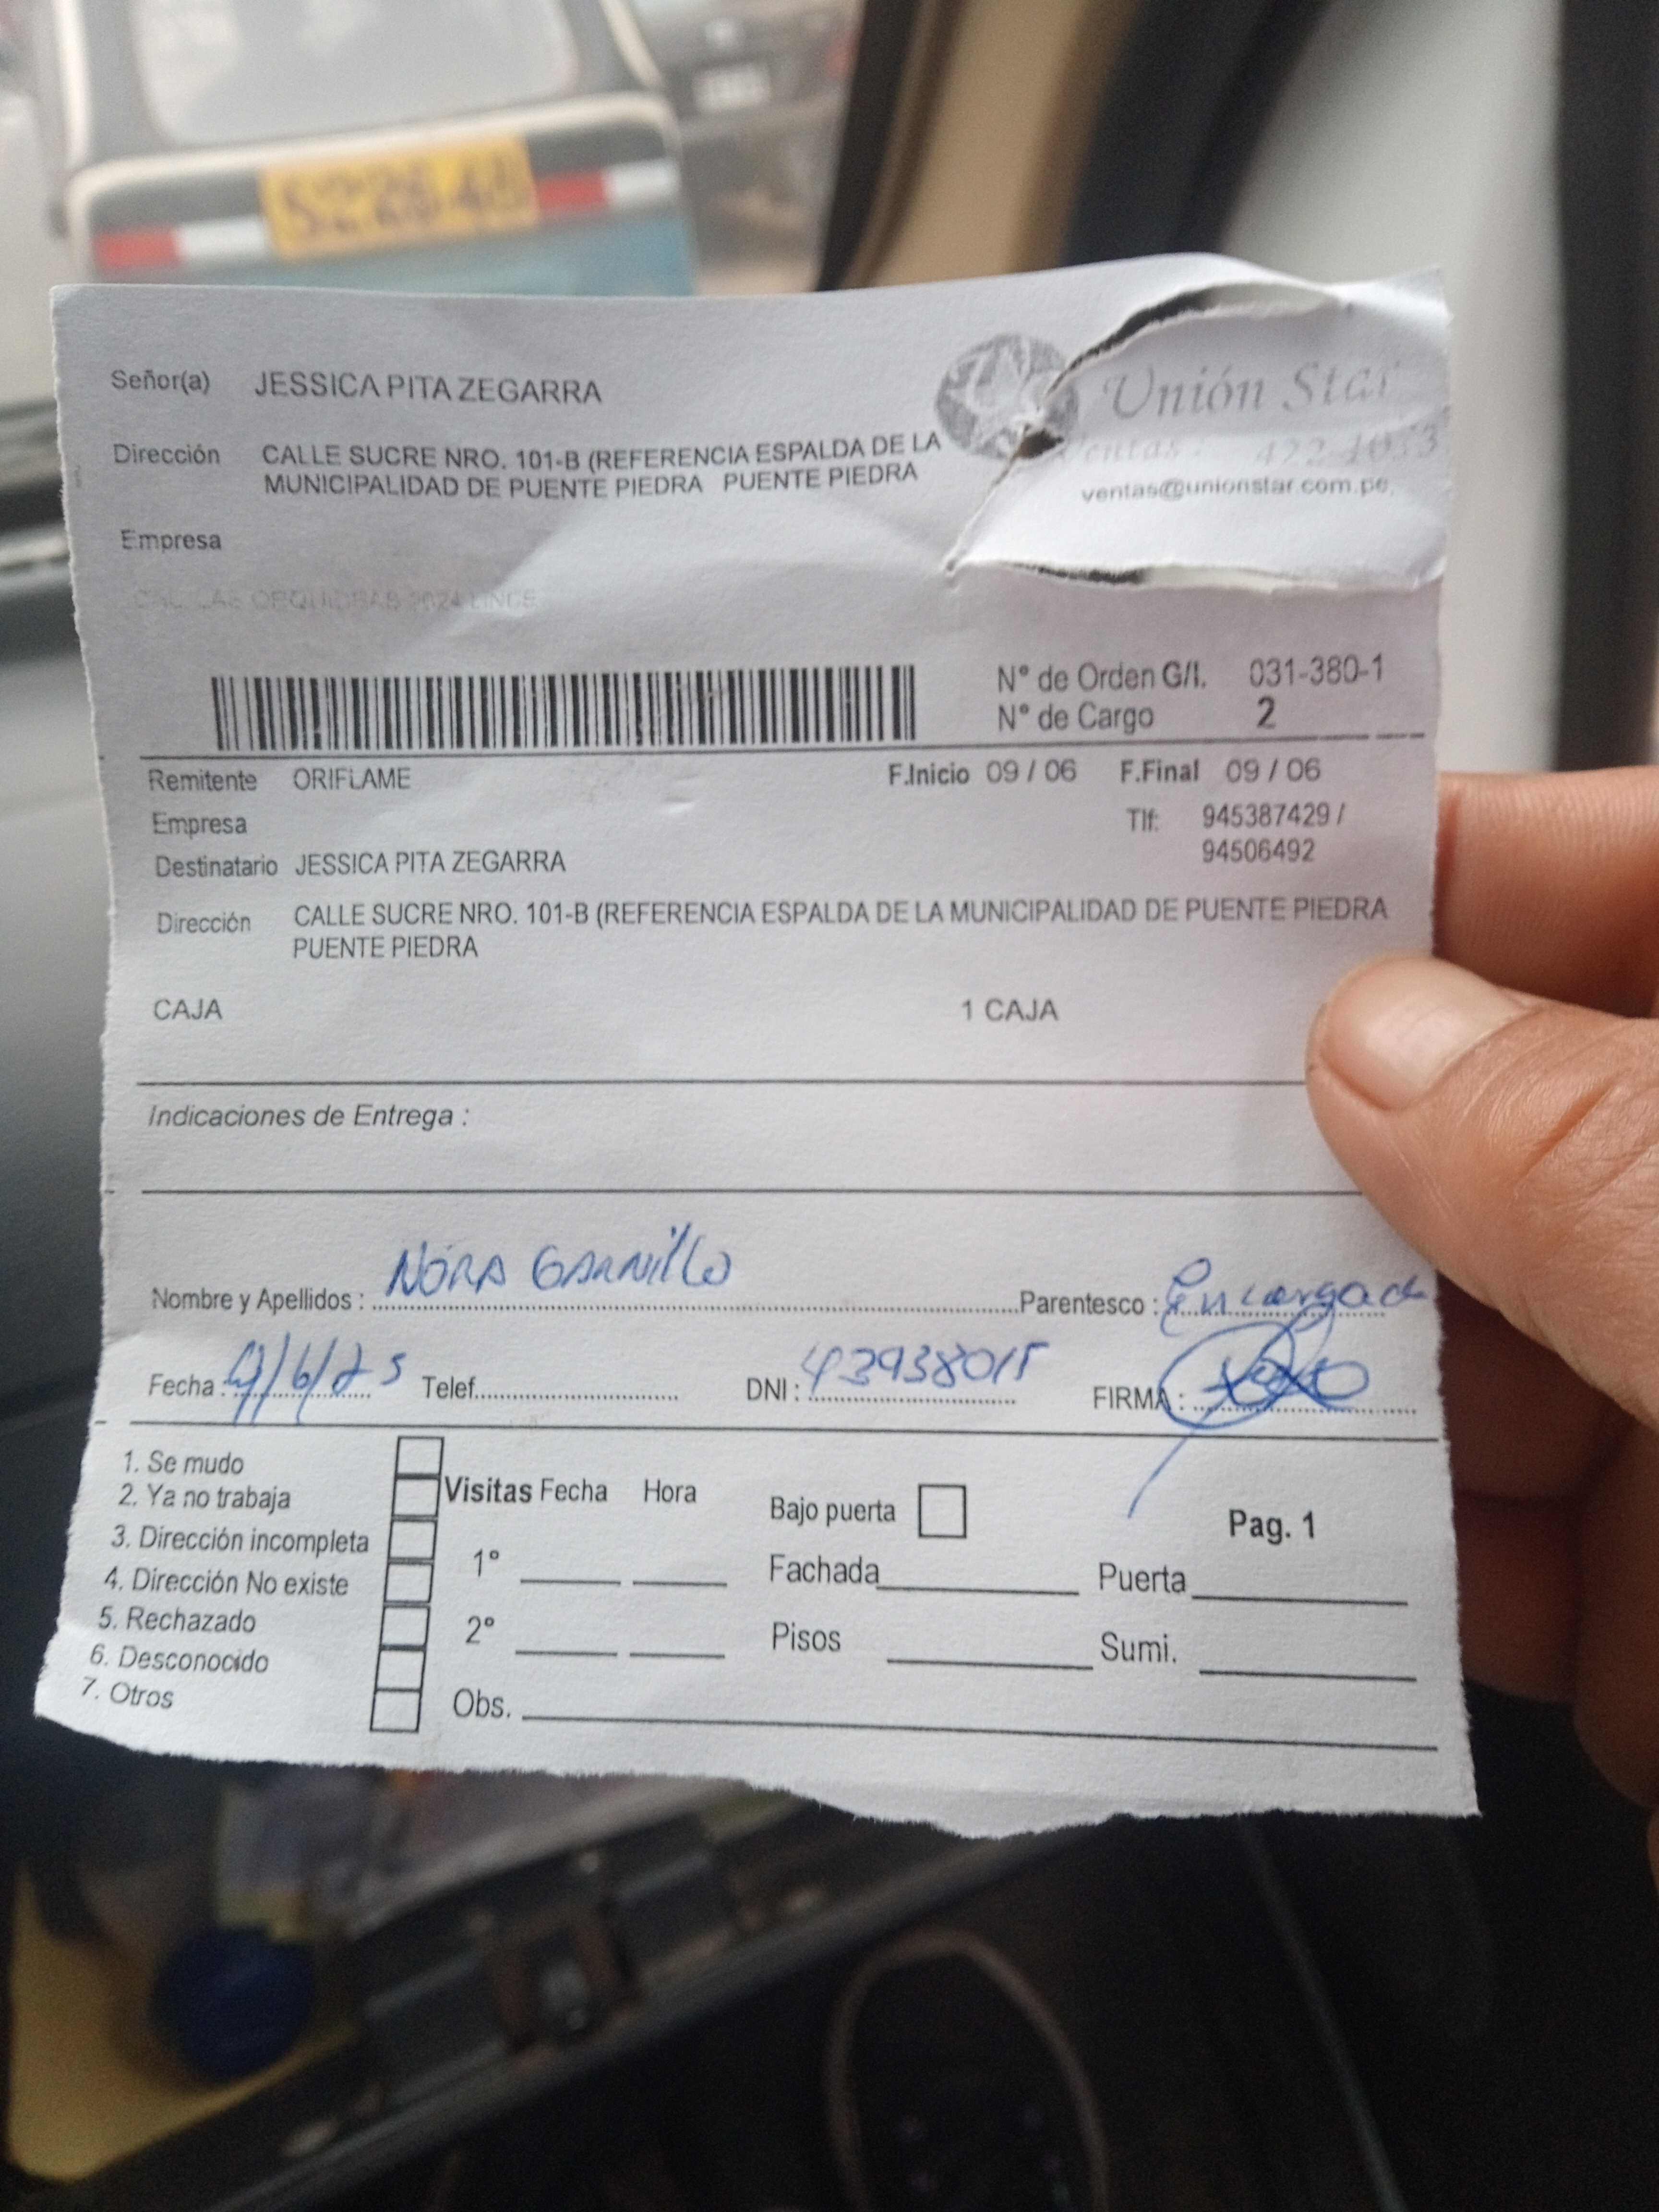 Señor(a) JESSICA PITA ZEGARRA
Unión Star
Dirección CALLE SUCRE NRO. 101-B (REFERENCIA ESPALDA DE LA
MUNICIPALIDAD DE PUENTE PIEDRA PUENTE PIEDRA
Ventas: 422-1033
ventas@unionstar.com.pe
Empresa
N° de Orden G/I. 031-380-1
N° de Cargo 2
Remitente ORIFLAME F.Inicio 09 / 06 F.Final 09 / 06
Empresa Tlf: 945387429 /
94506492
Destinatario JESSICA PITA ZEGARRA
Dirección CALLE SUCRE NRO. 101-B (REFERENCIA ESPALDA DE LA MUNICIPALIDAD DE PUENTE PIEDRA
PUENTE PIEDRA
CAJA 1 CAJA
Indicaciones de Entrega :
Nombre y Apellidos : NORA Parentesco : Encargada
Fecha : 9/6/25 Telef. DNI : 43938015 FIRMA :
1. Se mudo
2. Ya no trabaja
3. Dirección incompleta
4. Dirección No existe
5. Rechazado
6. Desconocido
7. Otros
Visitas Fecha Hora
1°
2°
Obs.
Bajo puerta
Fachada Puerta
Pisos Sumi.
Pag. 1